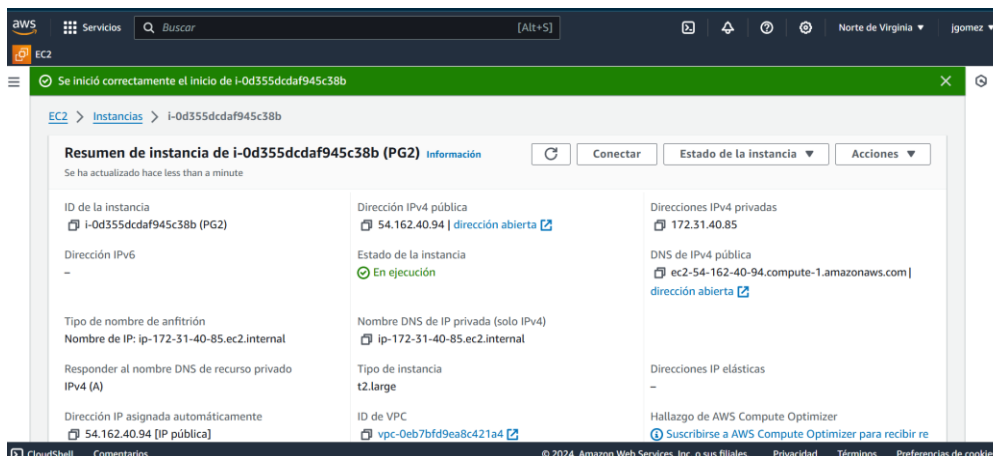 aws Servicios Buscar [Alt+S] Norte de Virginia jgomez
EC2
Se inició correctamente el inicio de i-0d355dcdaf945c38b
EC2 > Instancias > i-0d355dcdaf945c38b
Resumen de instancia de i-0d355dcdaf945c38b (PG2) Información Conectar Estado de la instancia Acciones
Se ha actualizado hace less than a minute
ID de la instancia Dirección IPv4 pública Direcciones IPv4 privadas
i-0d355dcdaf945c38b (PG2) 54.162.40.94 | dirección abierta 172.31.40.85
Dirección IPv6 Estado de la instancia DNS de IPv4 pública
– En ejecución ec2-54-162-40-94.compute-1.amazonaws.com |
dirección abierta
Tipo de nombre de anfitrión Nombre DNS de IP privada (solo IPv4)
Nombre de IP: ip-172-31-40-85.ec2.internal ip-172-31-40-85.ec2.internal
Responder al nombre DNS de recurso privado Tipo de instancia Direcciones IP elásticas
IPv4 (A) t2.large –
Dirección IP asignada automáticamente ID de VPC Hallazgo de AWS Compute Optimizer
54.162.40.94 [IP pública] vpc-0eb7bfd9ea8c421a4 Suscribirse a AWS Compute Optimizer para recibir re
CloudShell Comentarios © 2024, Amazon Web Services, Inc. o sus filiales. Privacidad Términos Preferencias de cookie